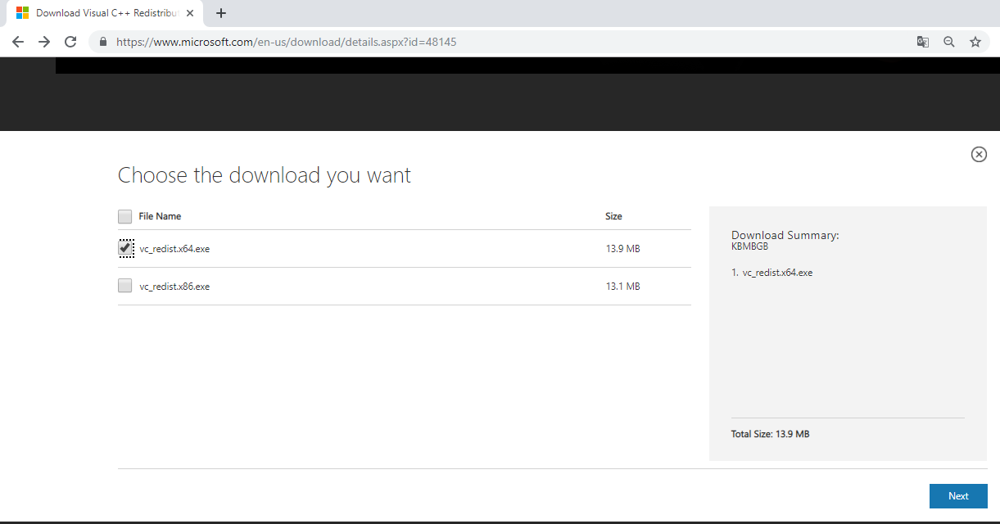 Download Visual C++ Redistribu
https://www.microsoft.com/en-us/download/details.aspx?id=48145
Choose the download you want
File Name Size
vc_redist.x64.exe 13.9 MB
vc_redist.x86.exe 13.1 MB
Download Summary:
KBMBGB
1. vc_redist.x64.exe
Total Size: 13.9 MB
Next